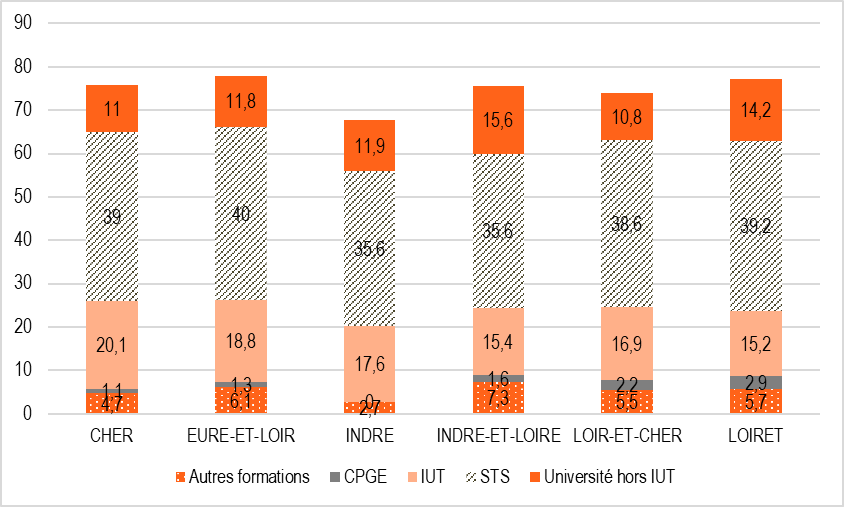 90
80
70
60
50
40
30
20
10
0
11 11,8 11,9 15,6 10,8 14,2
39 40 35,6 35,6 38,6 39,2
20,1 18,8 17,6 15,4 16,9 15,2
1,1 1,3 0 1,6 2,2 2,9
4,7 6,1 2,7 7,3 5,5 5,7
CHER EURE-ET-LOIR INDRE INDRE-ET-LOIRE LOIR-ET-CHER LOIRET
Autres formations CPGE IUT STS Université hors IUT